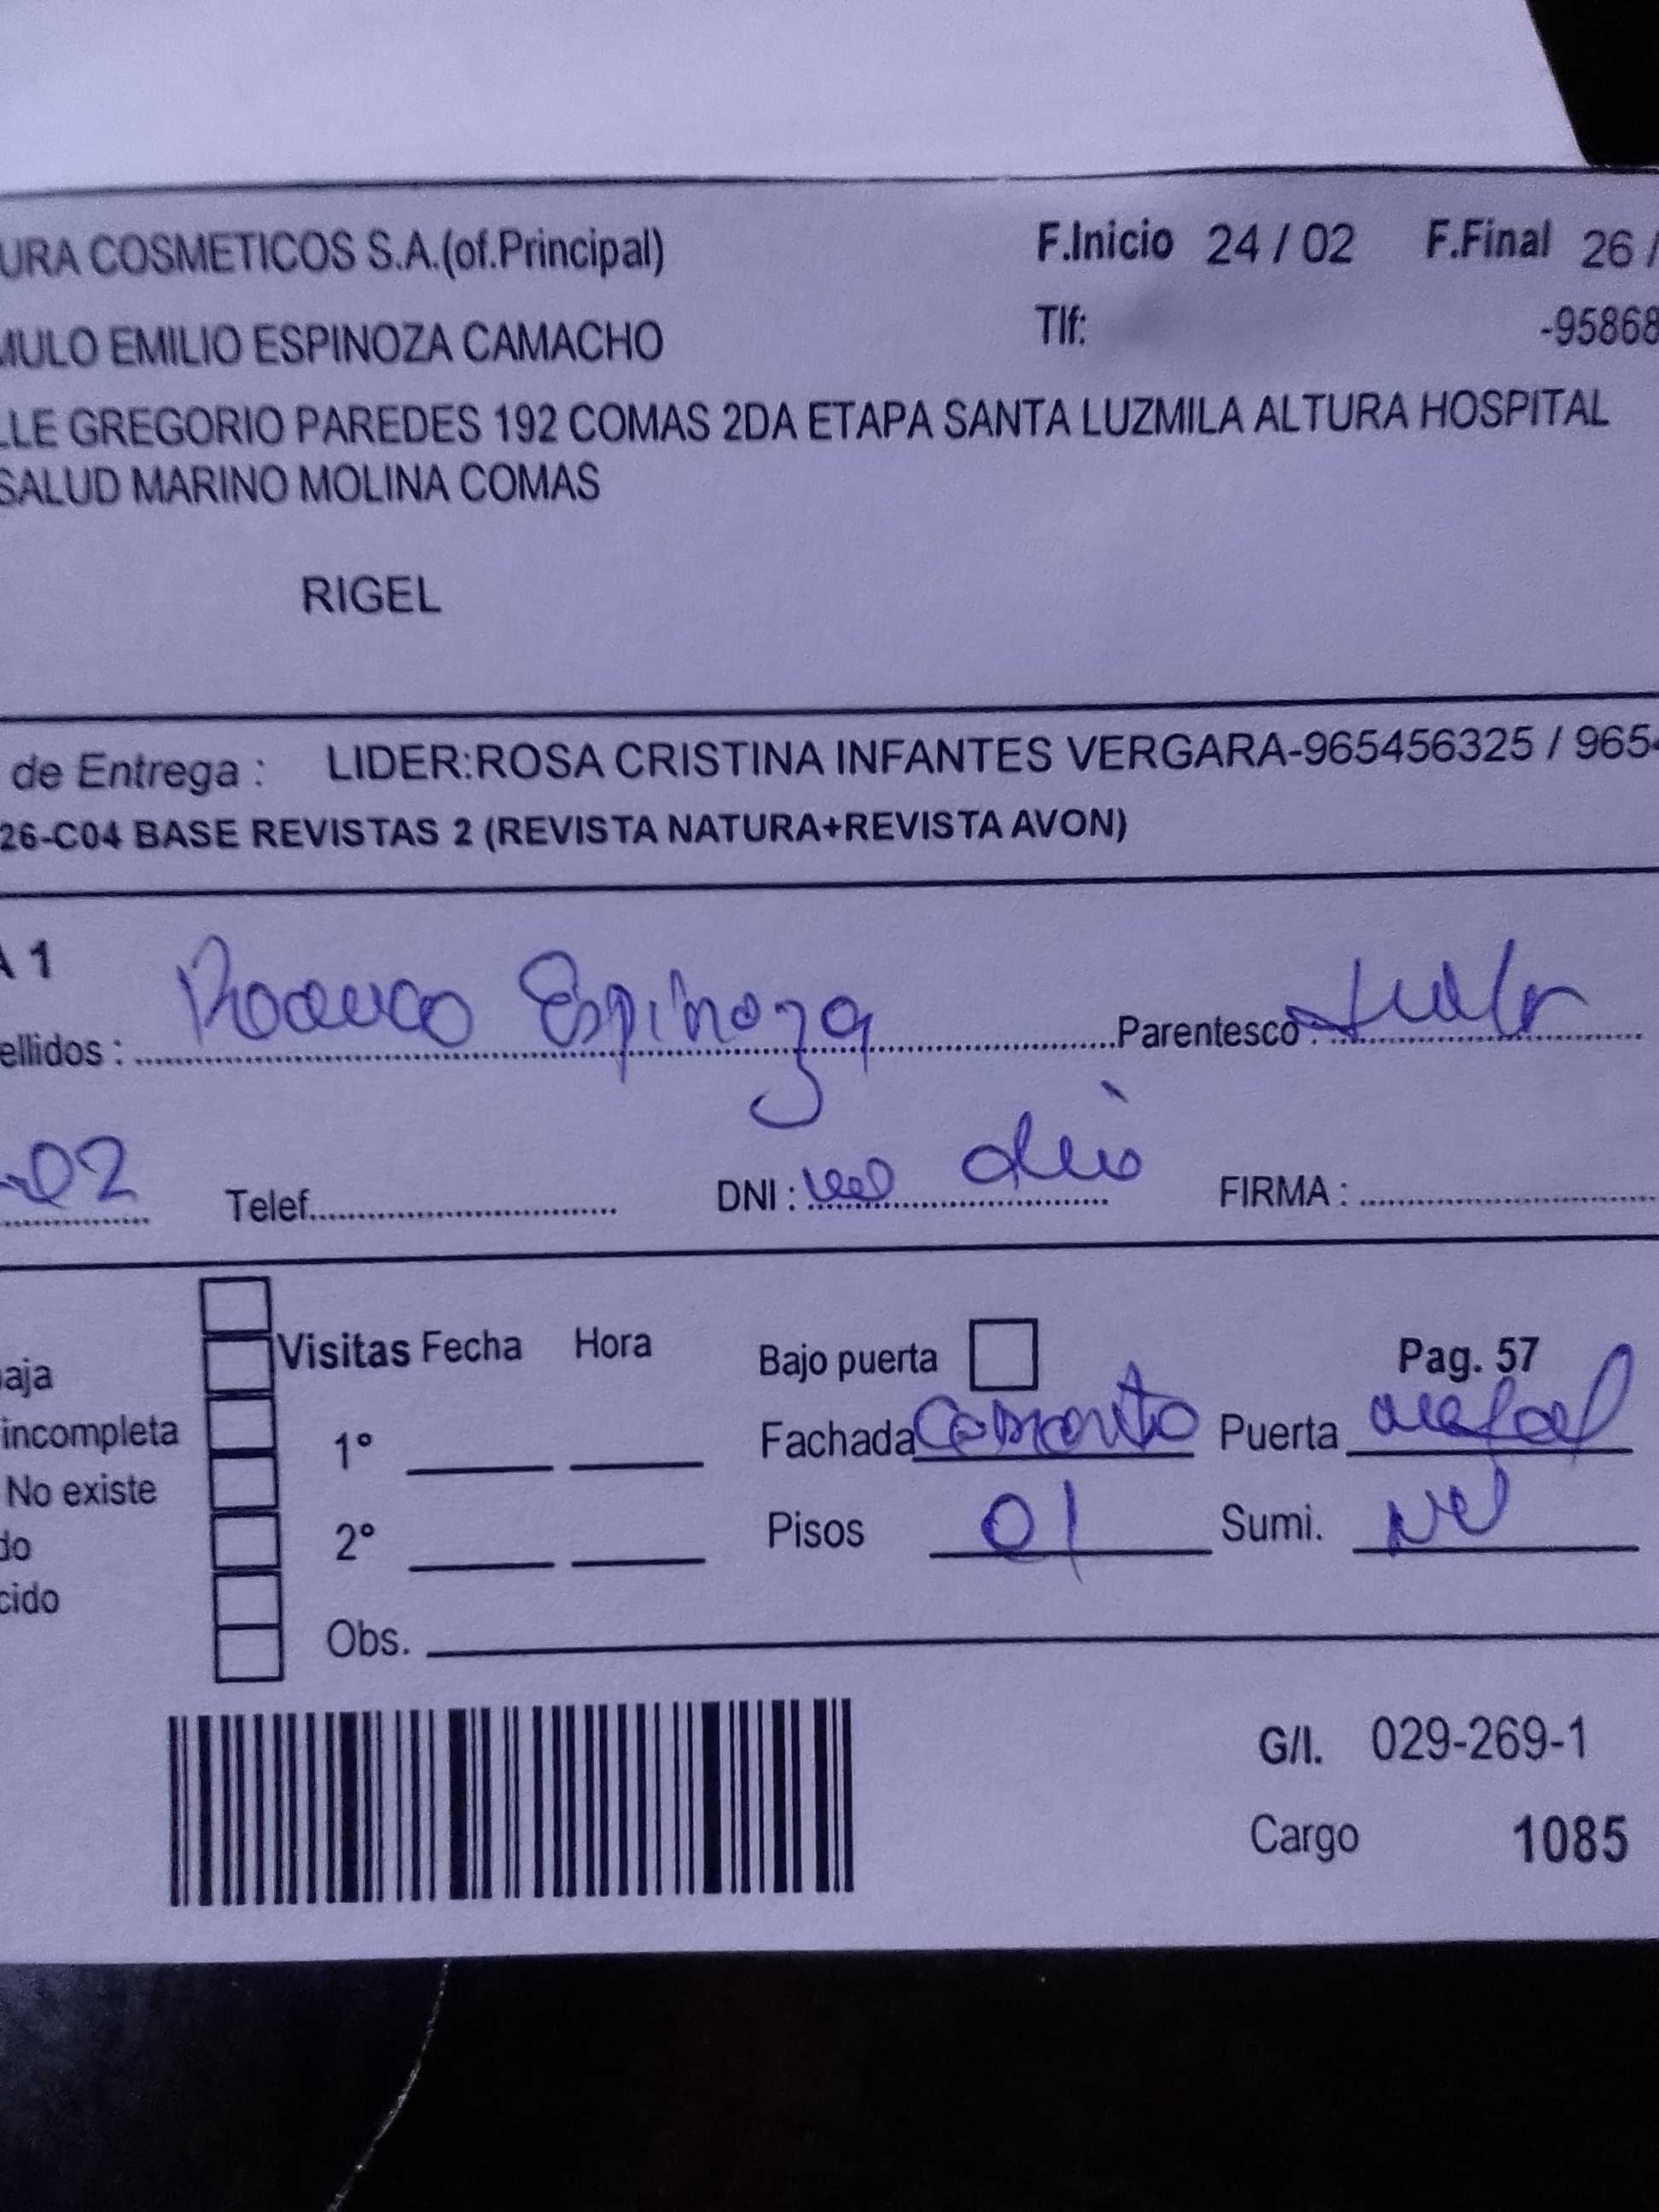 URA COSMETICOS S.A.(of.Principal) F.Inicio 24 / 02 F.Final 26 /
MULO EMILIO ESPINOZA CAMACHO Tlf: -95868
LLE GREGORIO PAREDES 192 COMAS 2DA ETAPA SANTA LUZMILA ALTURA HOSPITAL
SALUD MARINO MOLINA COMAS
RIGEL
de Entrega : LIDER:ROSA CRISTINA INFANTES VERGARA-965456325 / 965
26-C04 BASE REVISTAS 2 (REVISTA NATURA+REVISTA AVON)
A 1
ellidos : Espinoza Parentesco :
-02 Telef. DNI : no dio FIRMA :
Visitas Fecha Hora Bajo puerta Pag. 57
aja
incompleta 1° Fachada Puerta metal
No existe
do 2° Pisos 01 Sumi.
cido
Obs.
G/I. 029-269-1
Cargo 1085